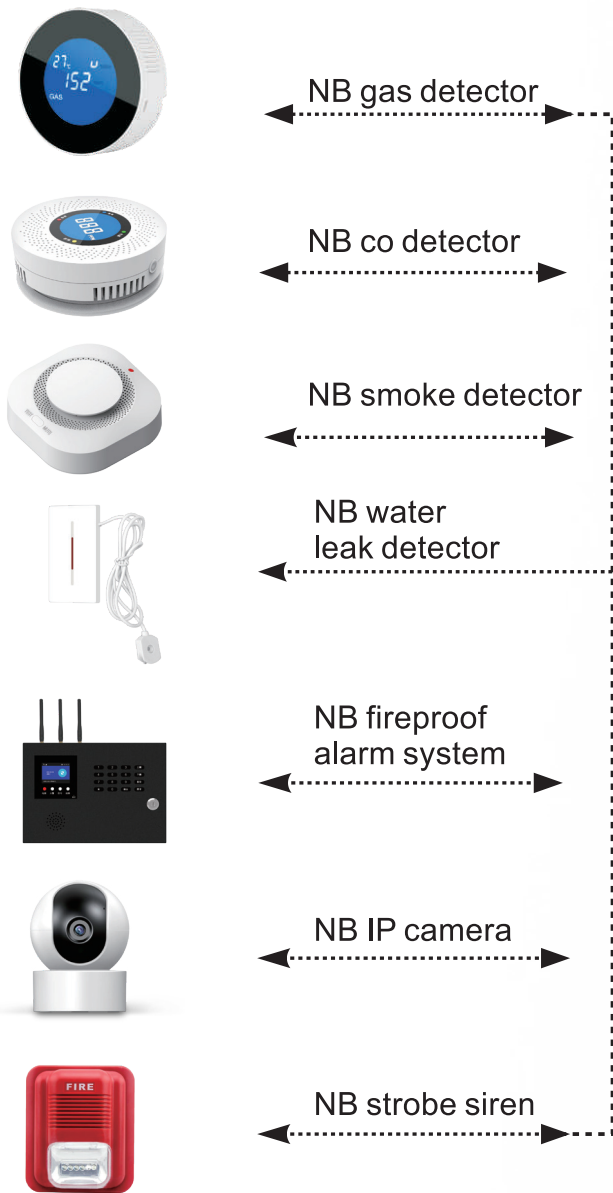 27°c
152
GAS
NB gas detector
888
NB co detector
NB smoke detector
NB water
leak detector
NB fireproof
alarm system
NB IP camera
FIRE
NB strobe siren